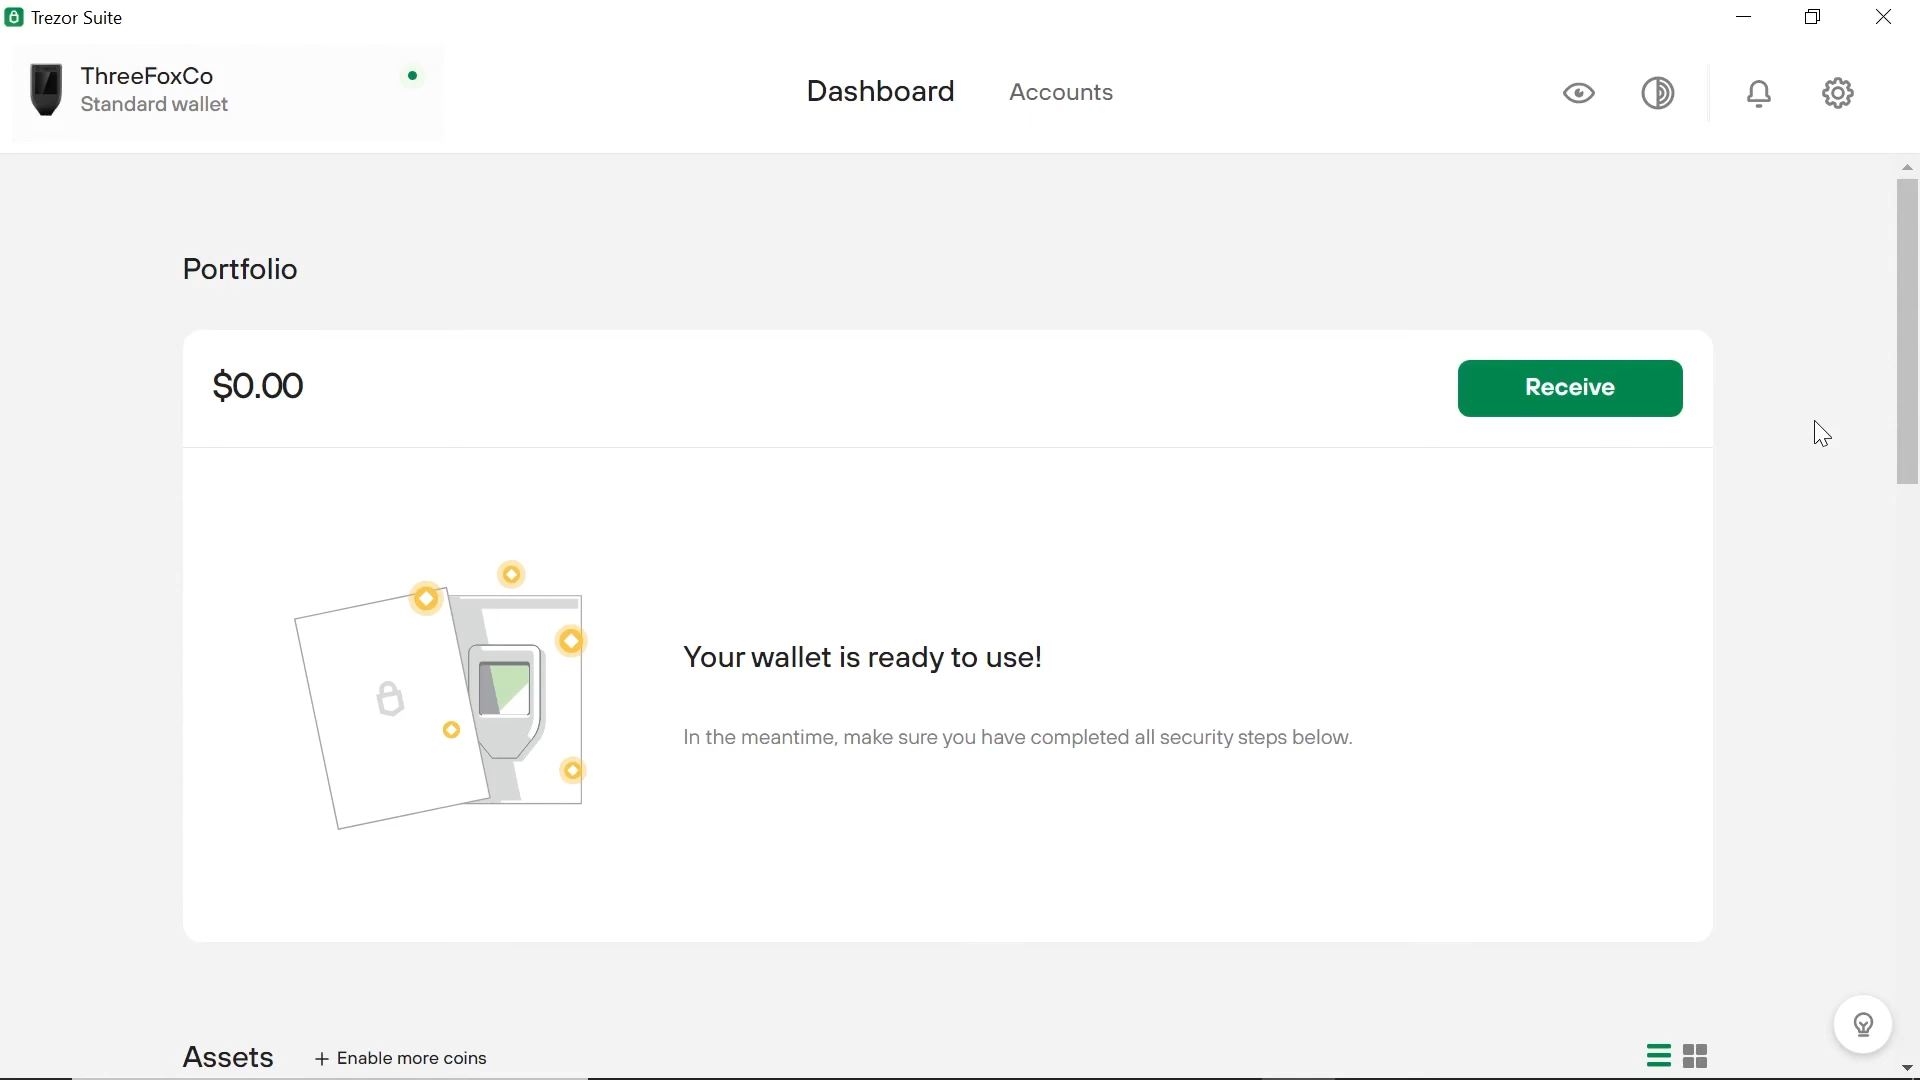 Trezor Suite
ThreeFoxCo
Standard wallet
Dashboard
Accounts
Portfolio
$0.00
Receive
Your wallet is ready to use!
In the meantime, make sure you have completed all security steps below.
Assets
+ Enable more coins